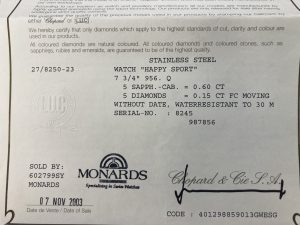 We hereby certify that only diamonds which apply to the highest standards of cut, clarity and colour are
used in our products.
All coloured diamonds are natural coloured. All coloured diamonds and coloured stones, such as
sapphires, rubies and emeralds, are guaranteed to be of this highest quality.
STAINLESS STEEL
27/8250-23 WATCH "HAPPY SPORT"
7 3/4" 956. Q
5 SAPPH.-CAB. = 0.60 CT
5 DIAMONDS = 0.15 CT FC MOVING
WITHOUT DATE, WATERRESISTANT TO 30 M
SERIAL-NO. : 8245
987856
LUC
SOLD BY:
602799SY
MONARDS
07 NOV 2003
Date de Vente / Date of Sale
MONARDS
Specialising in Swiss Watches
Chopard & Cie S.A.
CODE : 401298859013GWESG